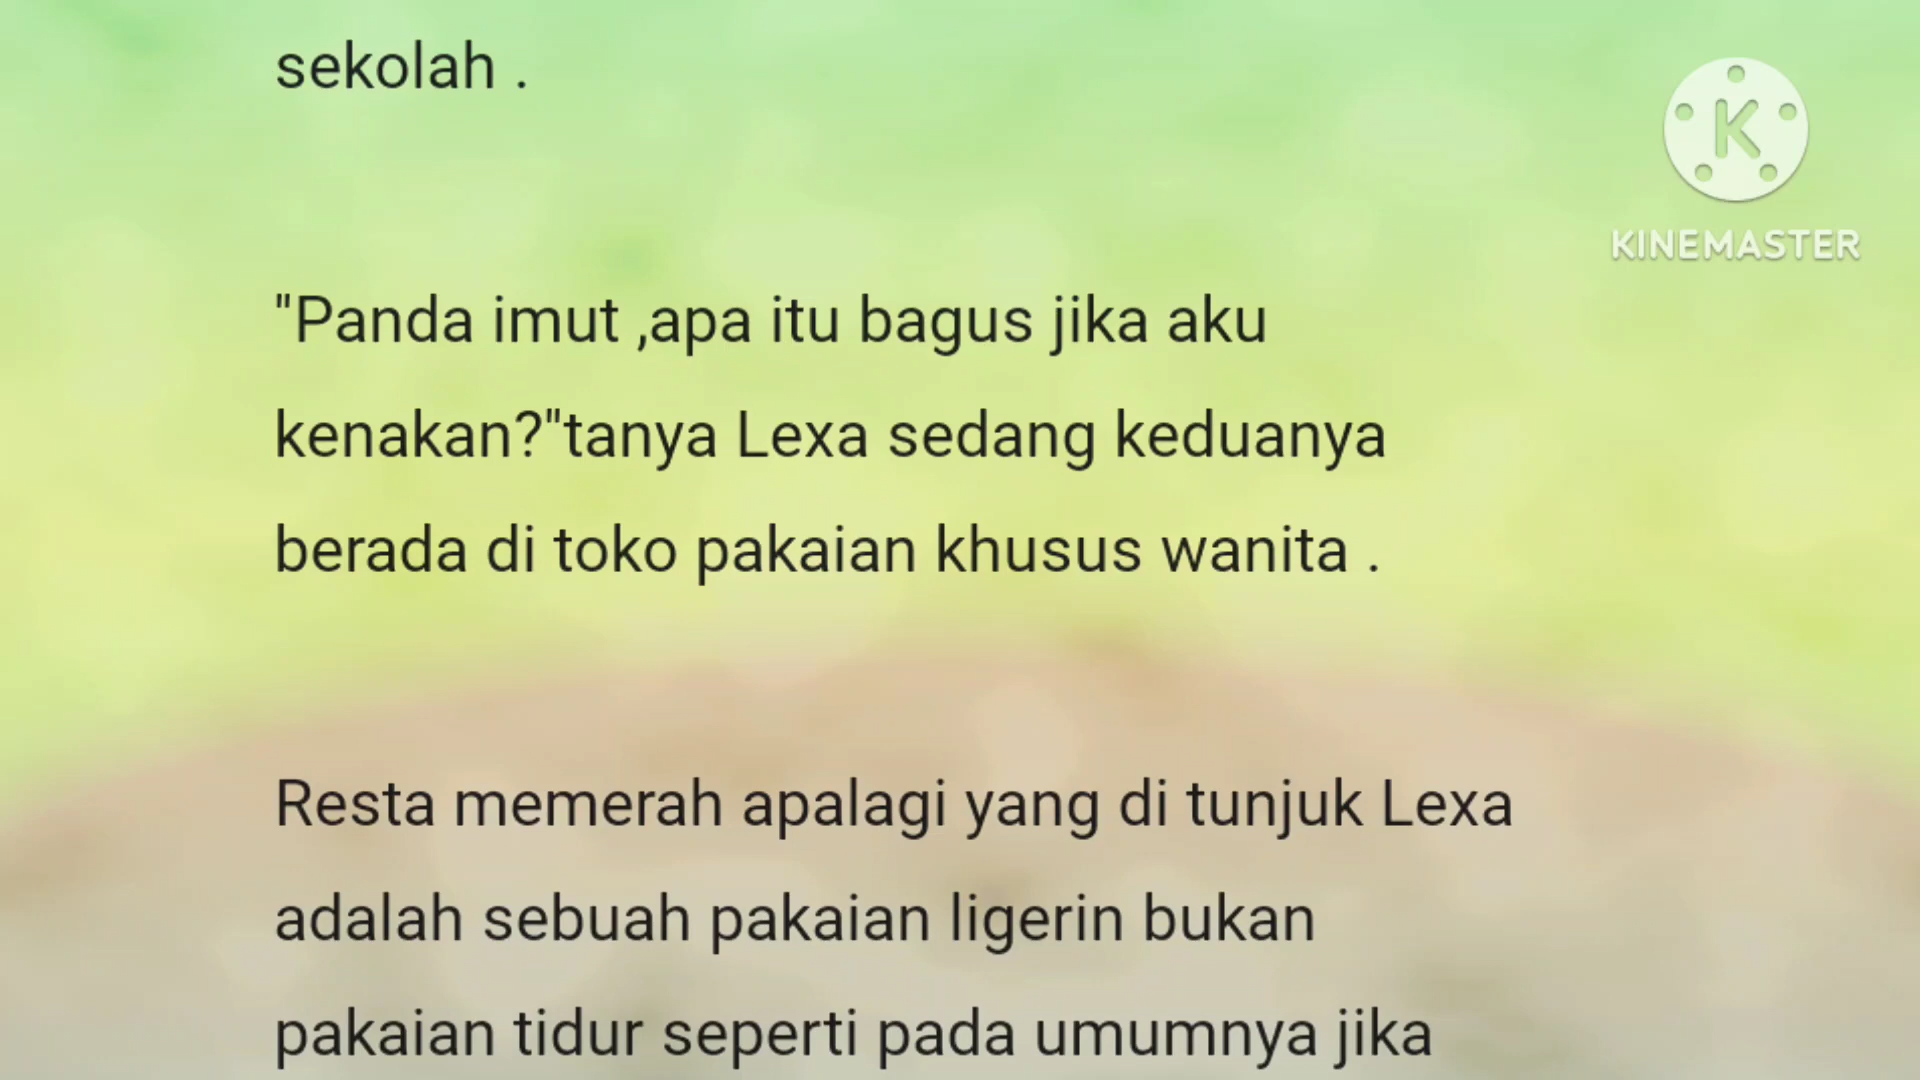 sekolah .
"Panda imut ,apa itu bagus jika aku
kenakan?"tanya Lexa sedang keduanya
berada di toko pakaian khusus wanita .
Resta memerah apalagi yang di tunjuk Lexa
adalah sebuah pakaian ligerin bukan
pakaian tidur seperti pada umumnya jika
K
KINEMASTER